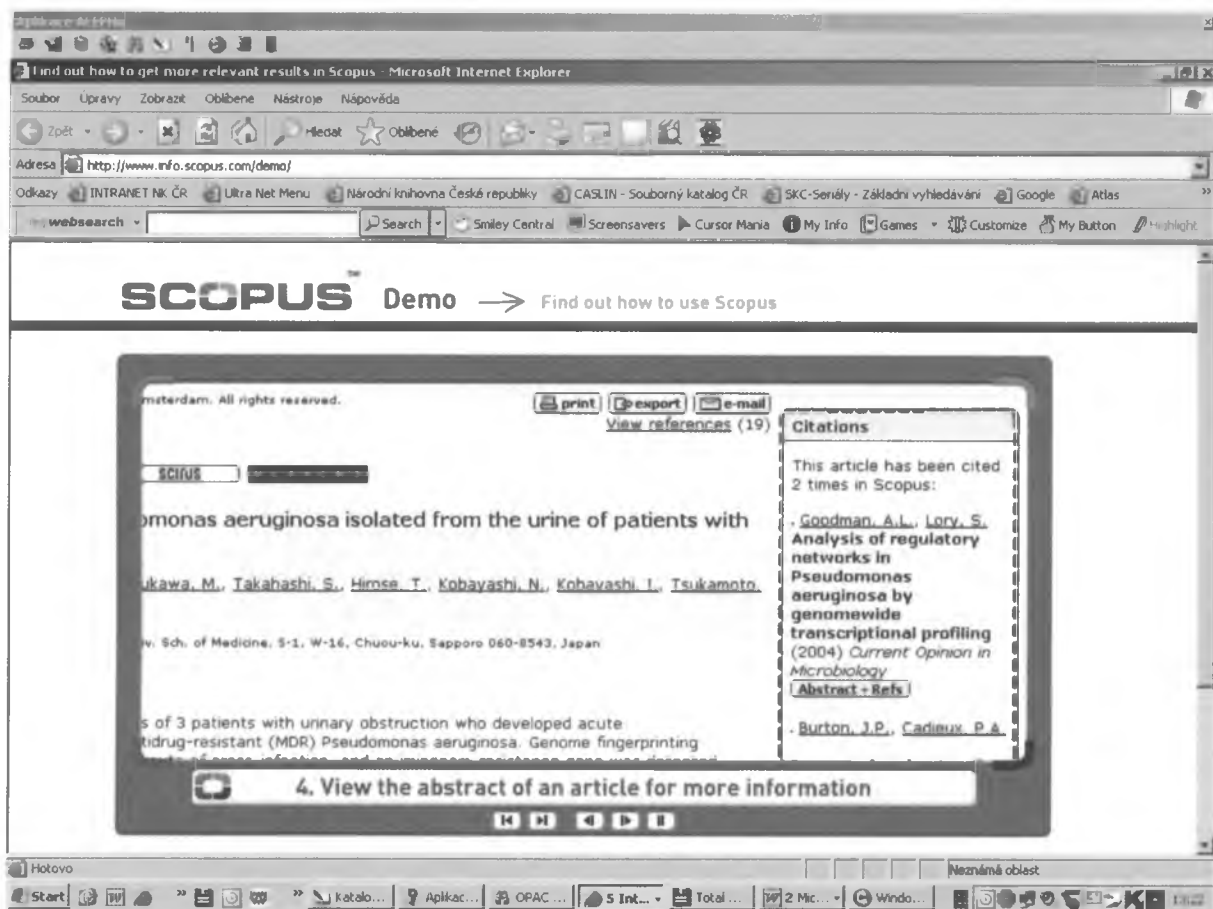 Aplikace ALEPHu
Find out how to get more relevant results in Scopus - Microsoft Internet Explorer
Soubor Úpravy Zobrazit Oblíbené Nástroje Nápověda
Zpět Hledat Oblíbené
Adresa http://www.info.scopus.com/demo/
Odkazy INTRANET NK ČR Ultra Net Menu Národní knihovna České republiky CASLIN - Souborný katalog ČR SKC-Seriály - Základní vyhledávání Google Atlas »
websearch Search Smiley Central Screensavers Cursor Mania My Info Games Customize My Button Highlight
SCOPUS™ Demo → Find out how to use Scopus
msterdam. All rights reserved.
print export e-mail
View references (19)
scirus
omonas aeruginosa isolated from the urine of patients with
ukawa, M., Takahashi, S., Hirose, T., Kobayashi, N., Kobayashi, I., Tsukamoto,
iv. Sch. of Medicine, S-1, W-16, Chuou-ku, Sapporo 060-8543, Japan
s of 3 patients with urinary obstruction who developed acute
tidrug-resistant (MDR) Pseudomonas aeruginosa. Genome fingerprinting
Citations
This article has been cited
2 times in Scopus:
. Goodman, A.L., Lory, S.
Analysis of regulatory
networks in
Pseudomonas
aeruginosa by
genomewide
transcriptional profiling
(2004) Current Opinion in
Microbiology
Abstract + Refs
. Burton, J.P., Cadieux, P.A.
4. View the abstract of an article for more information
Hotovo Neznámá oblast
Start » » Katalo... Aplikac... OPAC ... 5 Int... Total ... 2 Mic... Windo...